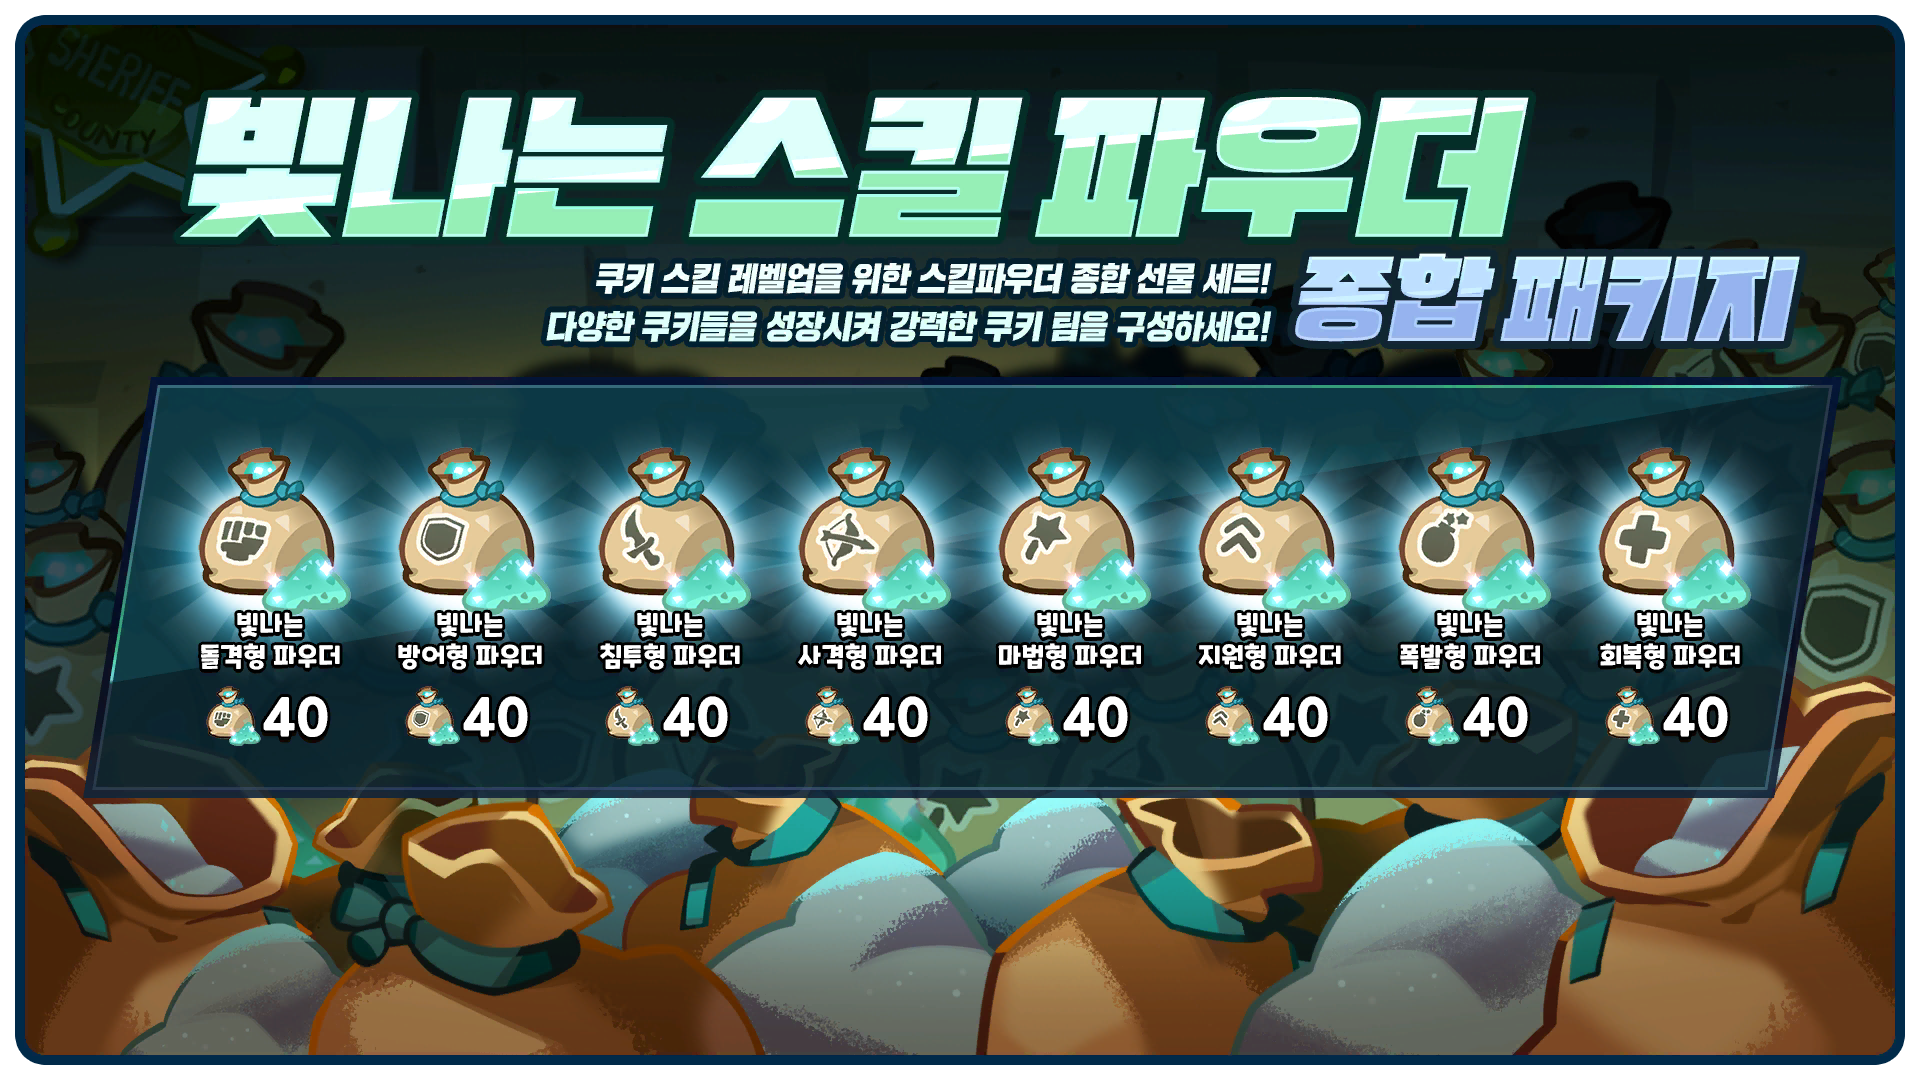 SHERIFF
COUNTY
빛나는 스킬 파우더
종합 패키지
쿠키 스킬 레벨업을 위한 스킬파우더 종합 선물 세트!
다양한 쿠키들을 성장시켜 강력한 쿠키 팀을 구성하세요!
빛나는
돌격형 파우더
40
빛나는
방어형 파우더
40
빛나는
침투형 파우더
40
빛나는
사격형 파우더
40
빛나는
마법형 파우더
40
빛나는
지원형 파우더
40
빛나는
폭발형 파우더
40
빛나는
회복형 파우더
40